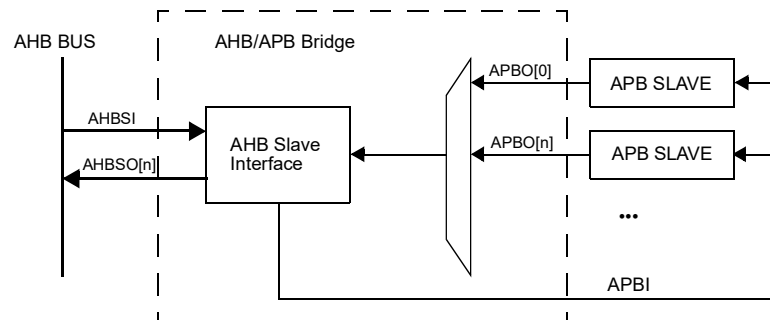 AHB BUS
AHB/APB Bridge
APBO[0]
APB SLAVE
AHBSI
AHB Slave
Interface
APBO[n]
APB SLAVE
AHBSO[n]
...
APBI